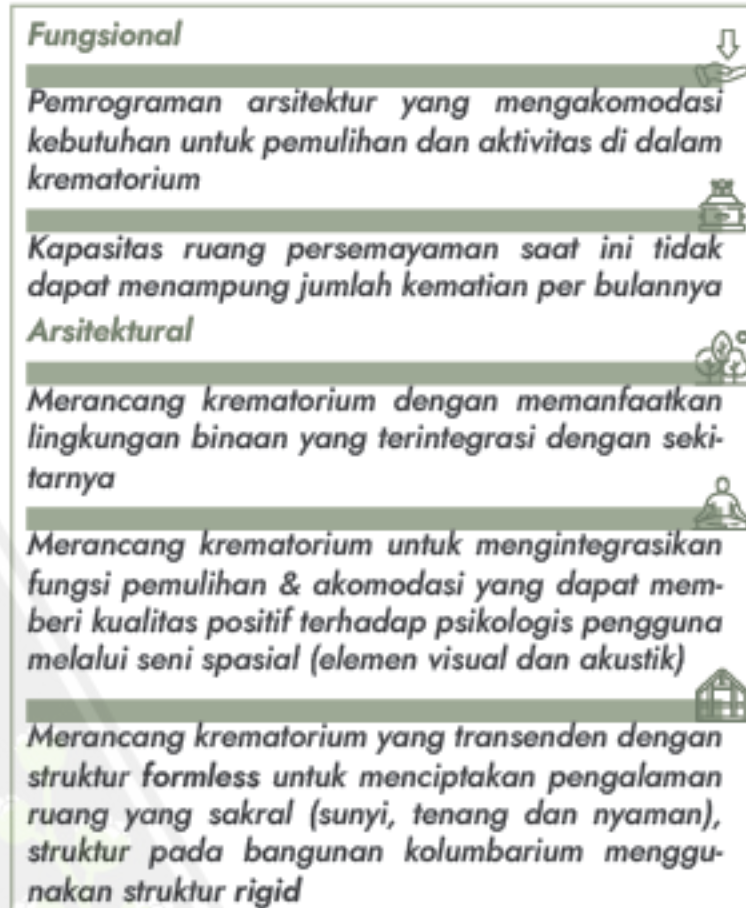 Fungsional
Pemrograman arsitektur yang mengakomodasi
kebutuhan untuk pemulihan dan aktivitas di dalam
krematorium
Kapasitas ruang persemayaman saat ini tidak
dapat menampung jumlah kematian per bulannya
Arsitektural
Merancang krematorium dengan memanfaatkan
lingkungan binaan yang terintegrasi dengan seki-
tarnya
Merancang krematorium untuk mengintegrasikan
fungsi pemulihan & akomodasi yang dapat mem-
beri kualitas positif terhadap psikologis pengguna
melalui seni spasial (elemen visual dan akustik)
Merancang krematorium yang transenden dengan
struktur formless untuk menciptakan pengalaman
ruang yang sakral (sunyi, tenang dan nyaman),
struktur pada bangunan kolumbarium menggu-
nakan struktur rigid